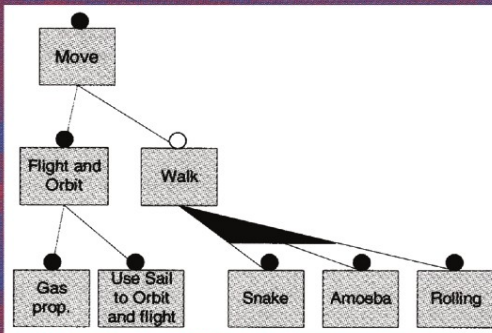 Move
Flight and
Orbit
Walk
Gas
prop.
Use Sail
to Orbit
and flight
Snake
Amoeba
Rolling